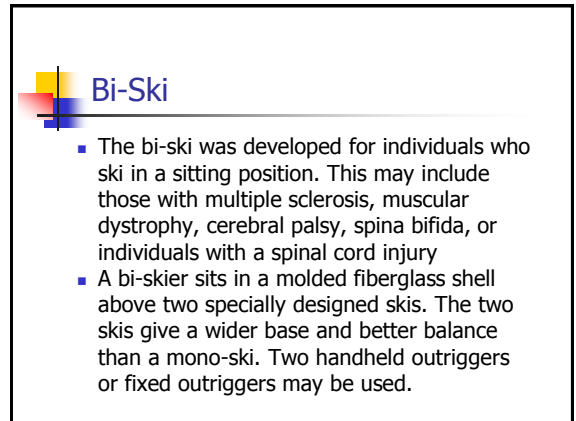 Bi-Ski
The bi-ski was developed for individuals who
ski in a sitting position. This may include
those with multiple sclerosis, muscular
dystrophy, cerebral palsy, spina bifida, or
individuals with a spinal cord injury
A bi-skier sits in a molded fiberglass shell
above two specially designed skis. The two
skis give a wider base and better balance
than a mono-ski. Two handheld outriggers
or fixed outriggers may be used.